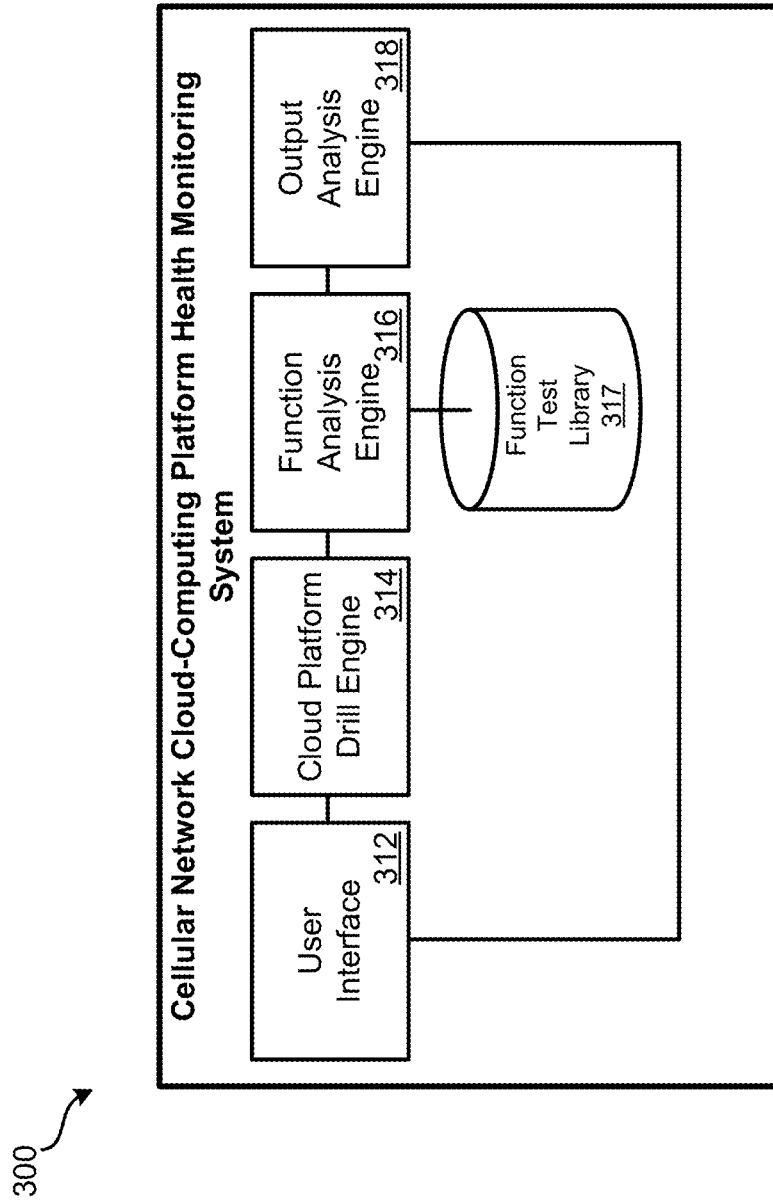 300
Cellular Network Cloud-Computing Platform Health Monitoring
System
User
Interface
312
Cloud Platform
Drill Engine
314
Function
Analysis
Engine
316
Output
Analysis
Engine
318
Function
Test
Library
317